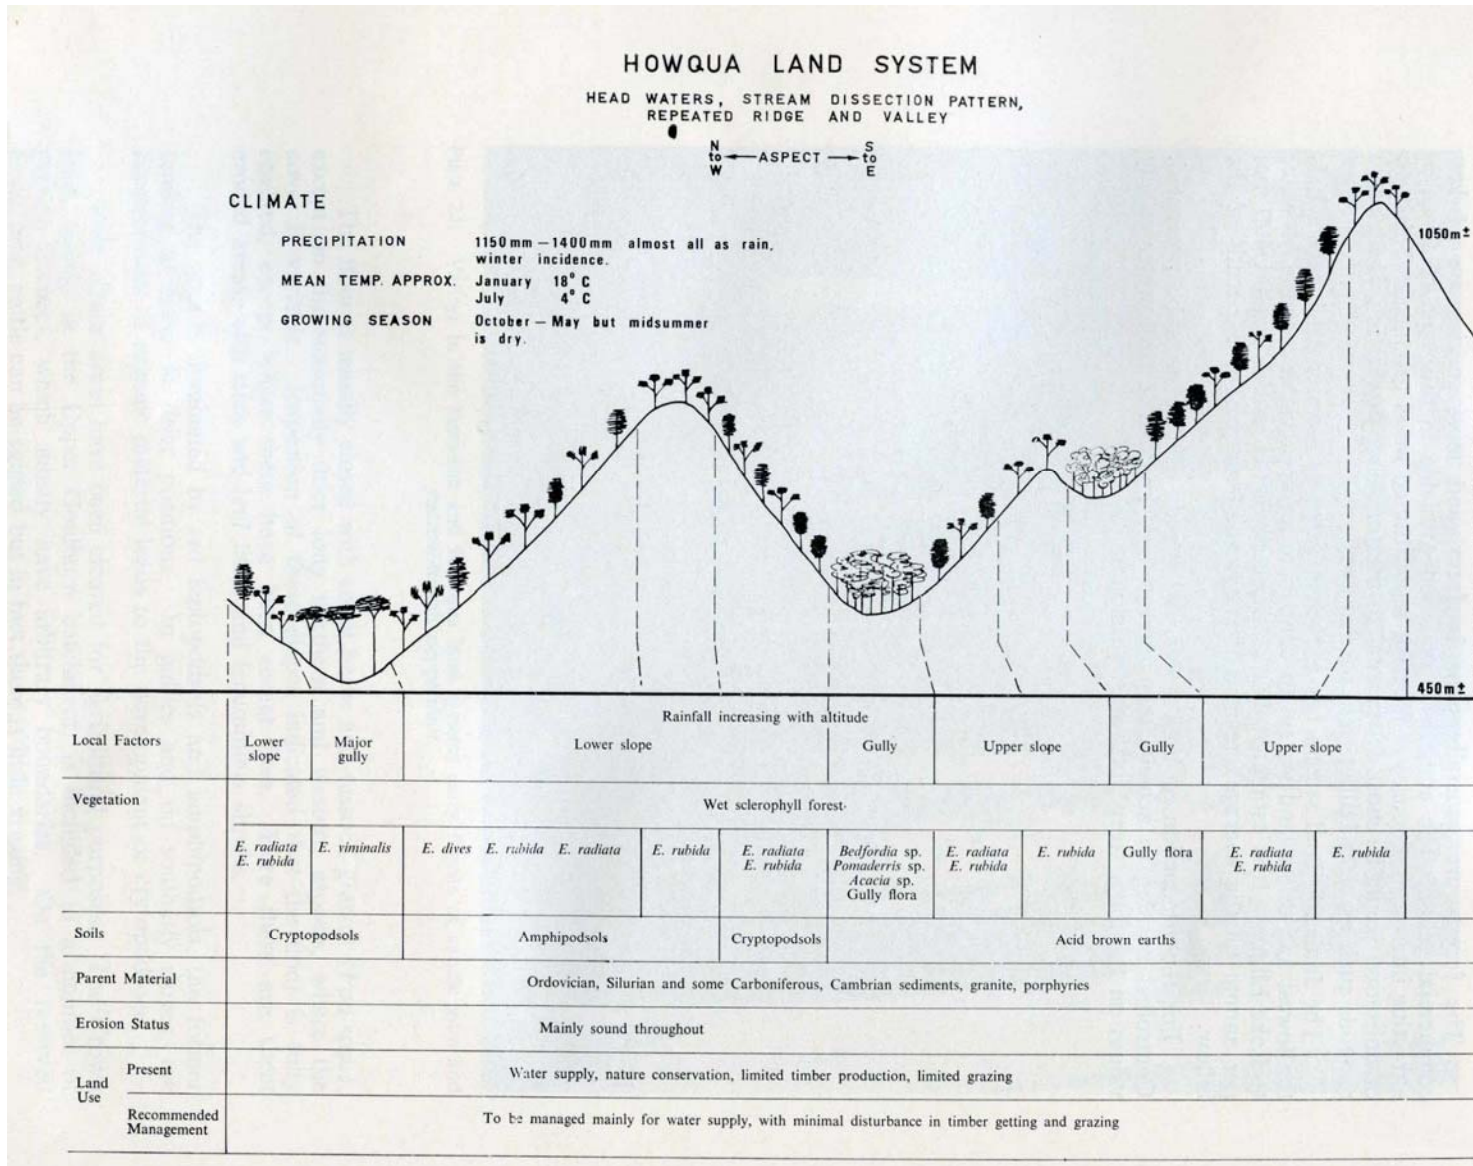 HOWQUA LAND SYSTEM
HEAD WATERS, STREAM DISSECTION PATTERN,
REPEATED RIDGE AND VALLEY
N to W ← ASPECT → S to E
CLIMATE
PRECIPITATION 1150mm — 1400mm almost all as rain,
winter incidence.
MEAN TEMP. APPROX. January 18° C
July 4° C
GROWING SEASON October — May but midsummer
is dry.
1050m±
450m±
Rainfall increasing with altitude
Local Factors Lower slope Major gully Lower slope Gully Upper slope Gully Upper slope
Vegetation
Wet sclerophyll forest.
E. radiata E. rubida
E. viminalis
E. dives E. rubida E. radiata
E. rubida
E. radiata E. rubida
Bedfordia sp.
Pomaderris sp.
Acacia sp.
Gully flora
E. radiata E. rubida
E. rubida
Gully flora
E. radiata E. rubida
E. rubida
Soils Cryptopodsols Amphipodsols Cryptopodsols Acid brown earths
Parent Material Ordovician, Silurian and some Carboniferous, Cambrian sediments, granite, porphyries
Erosion Status Mainly sound throughout
Land Use
Present Water supply, nature conservation, limited timber production, limited grazing
Recommended Management To be managed mainly for water supply, with minimal disturbance in timber getting and grazing